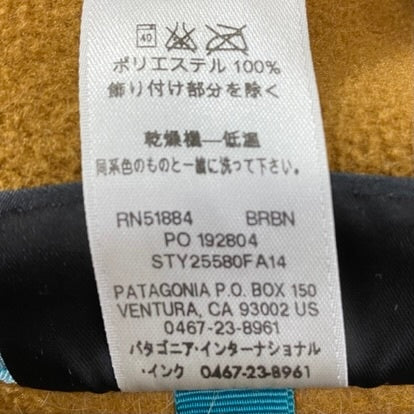 40
ポリエステル 100%
飾り付け部分を除く
乾燥機—低温
同系色のものと一緒に洗って下さい。
RN51884 BRBN
PO 192804
STY25580FA14
PATAGONIA P.O. BOX 150
VENTURA, CA 93002 US
0467-23-8961
パタゴニア・インターナショナル
・インク 0467-23-8961